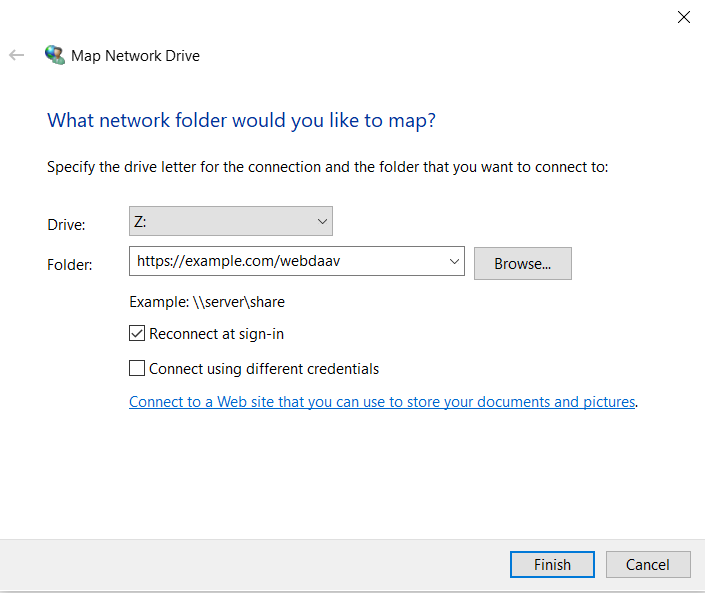 Map Network Drive
What network folder would you like to map?
Specify the drive letter for the connection and the folder that you want to connect to:
Drive: Z:
Folder: https://example.com/webdaav Browse...
Example: \\server\share
Reconnect at sign-in
Connect using different credentials
Connect to a Web site that you can use to store your documents and pictures.
Finish Cancel